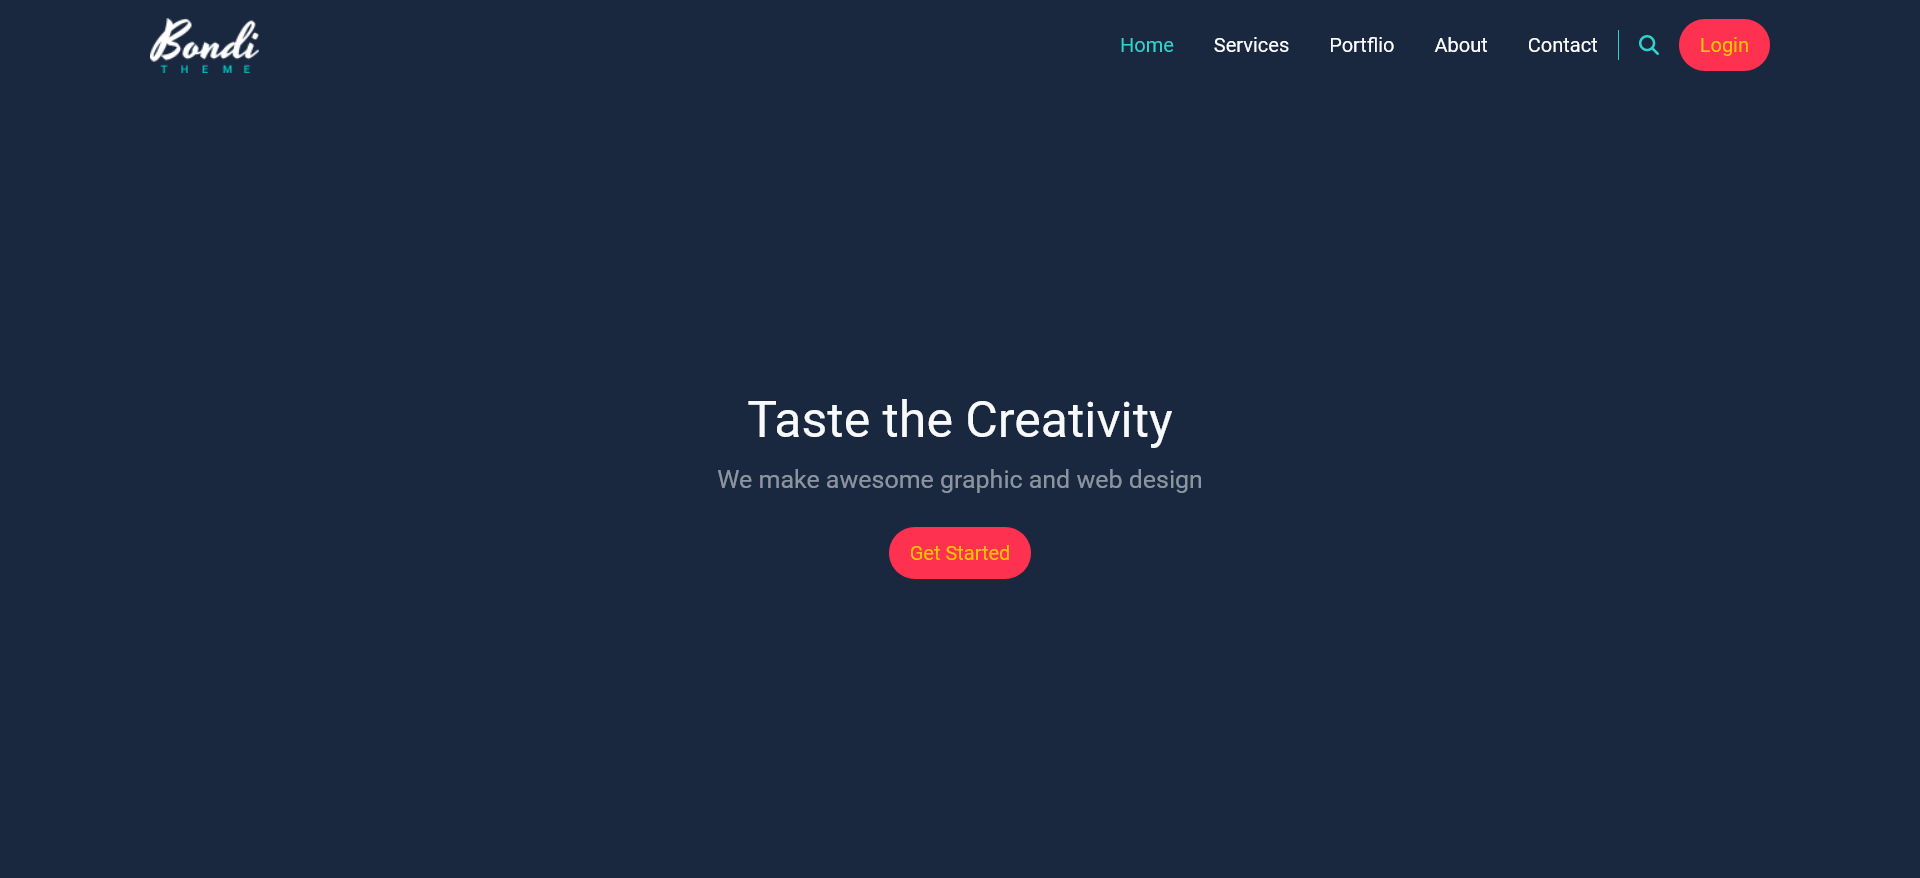 Bondi
THEME
Home Services Portflio About Contact Login
Taste the Creativity
We make awesome graphic and web design
Get Started